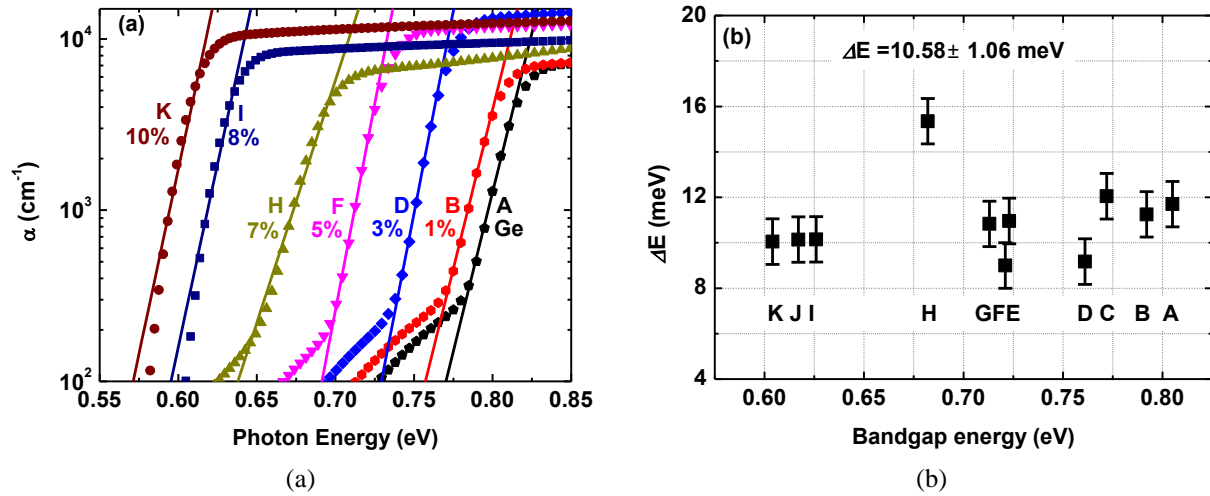 (a)
α (cm⁻¹)
10⁴
10³
10²
K
10%
I
8%
H
7%
F
5%
D
3%
B
1%
A
Ge
0.55 0.60 0.65 0.70 0.75 0.80 0.85
Photon Energy (eV)
(a)
(b)
ΔE =10.58± 1.06 meV
ΔE (meV)
20
16
12
8
4
K J I H G F E D C B A
0.60 0.65 0.70 0.75 0.80
Bandgap energy (eV)
(b)